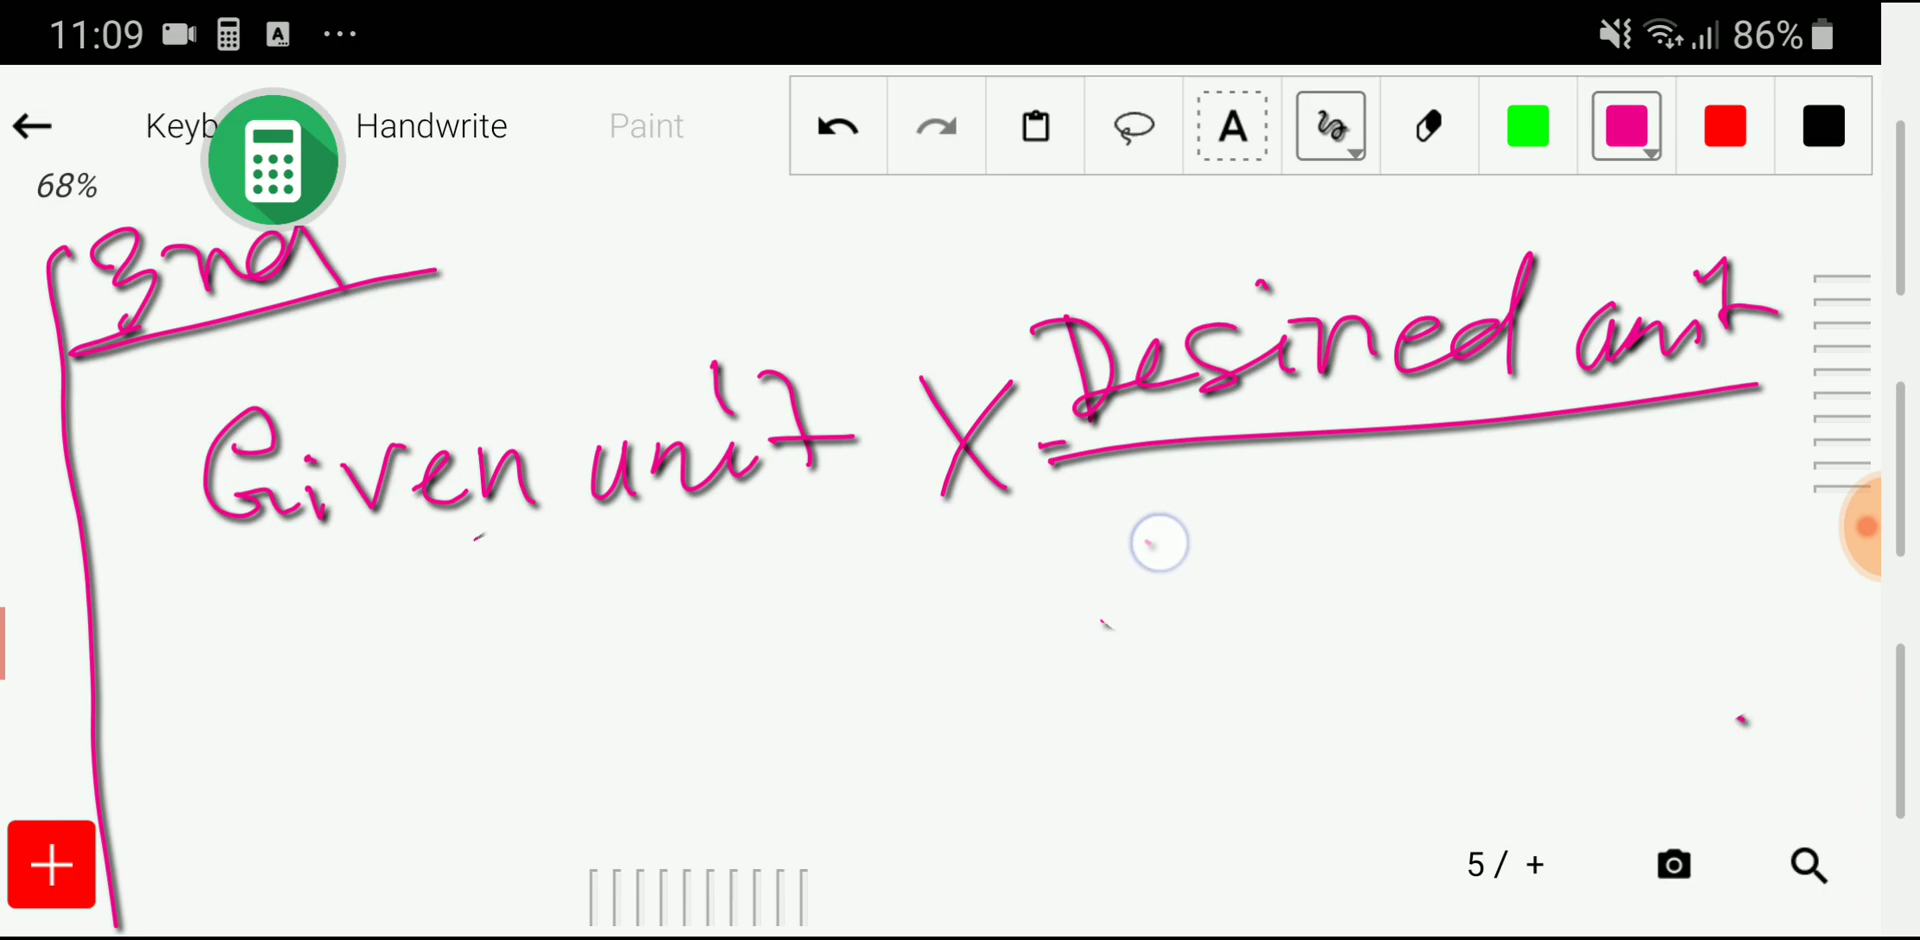 11:09 86%
Keyb Handwrite Paint A
68%
3rd
Desired unit
Given unit X
5 / +